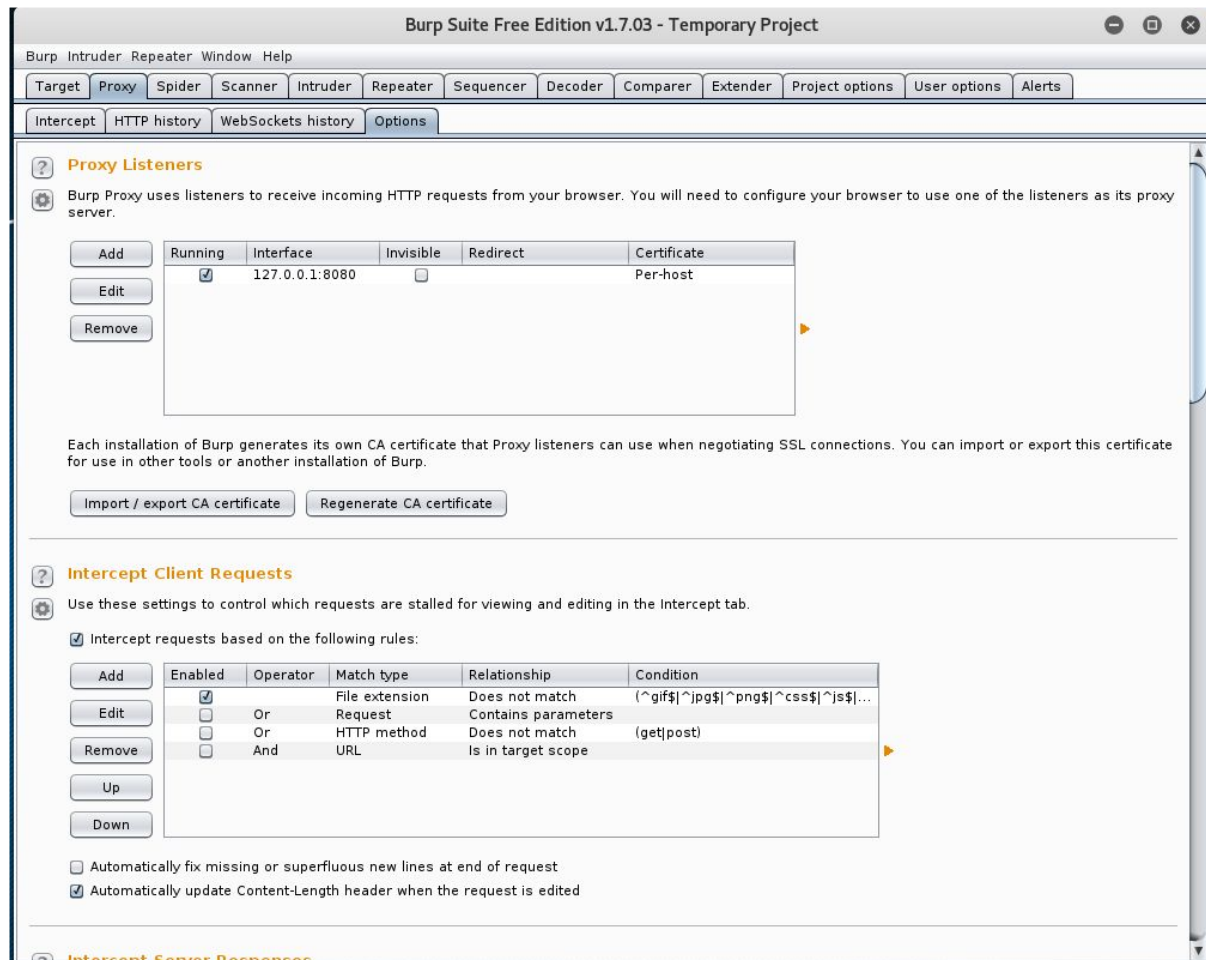 Burp Suite Free Edition v1.7.03 - Temporary Project
Burp Intruder Repeater Window Help
Target Proxy Spider Scanner Intruder Repeater Sequencer Decoder Comparer Extender Project options User options Alerts
Intercept HTTP history WebSockets history Options
? Proxy Listeners
Burp Proxy uses listeners to receive incoming HTTP requests from your browser. You will need to configure your browser to use one of the listeners as its proxy
server.
Add Running Interface Invisible Redirect Certificate
127.0.0.1:8080 Per-host
Edit
Remove
Each installation of Burp generates its own CA certificate that Proxy listeners can use when negotiating SSL connections. You can import or export this certificate
for use in other tools or another installation of Burp.
Import / export CA certificate Regenerate CA certificate
? Intercept Client Requests
Use these settings to control which requests are stalled for viewing and editing in the Intercept tab.
Intercept requests based on the following rules:
Add Enabled Operator Match type Relationship Condition
File extension Does not match (^gif$|^jpg$|^png$|^css$|^js$|...
Edit Or Request Contains parameters
Or HTTP method Does not match (get|post)
Remove And URL Is in target scope
Up
Down
Automatically fix missing or superfluous new lines at end of request
Automatically update Content-Length header when the request is edited
? Intercept Server Responses